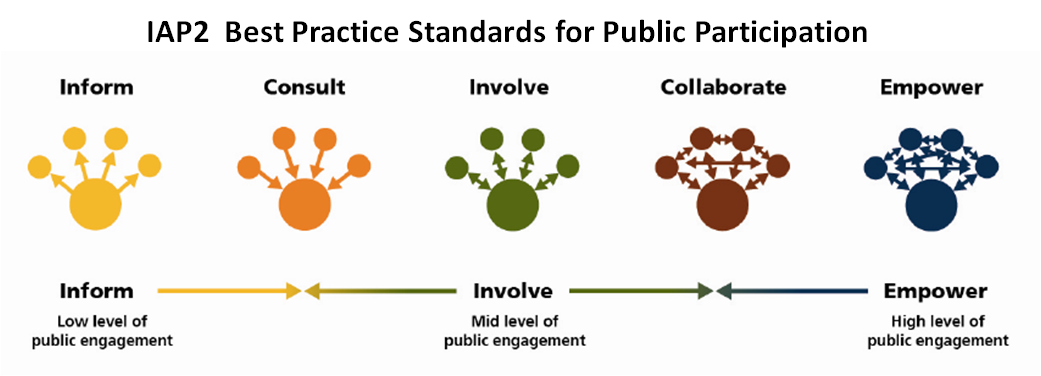 IAP2 Best Practice Standards for Public Participation
Inform Consult Involve Collaborate Empower
Inform Involve Empower
Low level of Mid level of High level of
public engagement public engagement public engagement